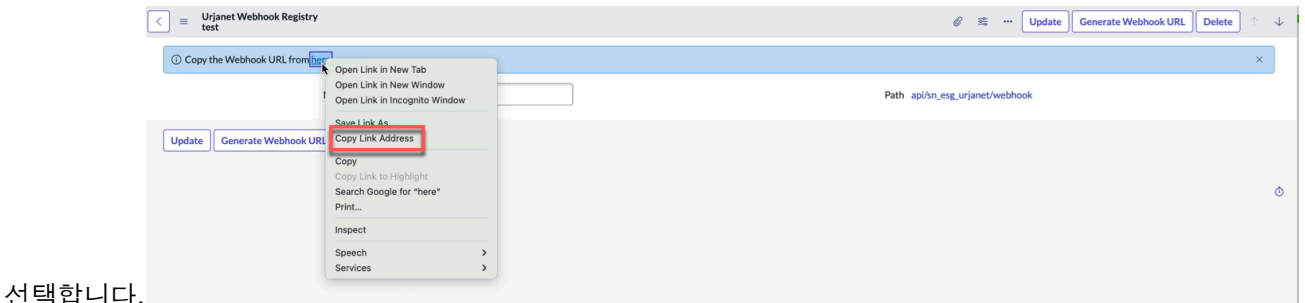 Urjanet Webhook Registry
test
Update Generate Webhook URL Delete
Copy the Webhook URL from here
Open Link in New Tab
Open Link in New Window
Open Link in Incognito Window
Path api/sn_esg_urjanet/webhook
Save Link As...
Update Generate Webhook URL
Copy Link Address
Copy
Copy Link to Highlight
Search Google for "here"
Print...
Inspect
Speech
Services
선택합니다.